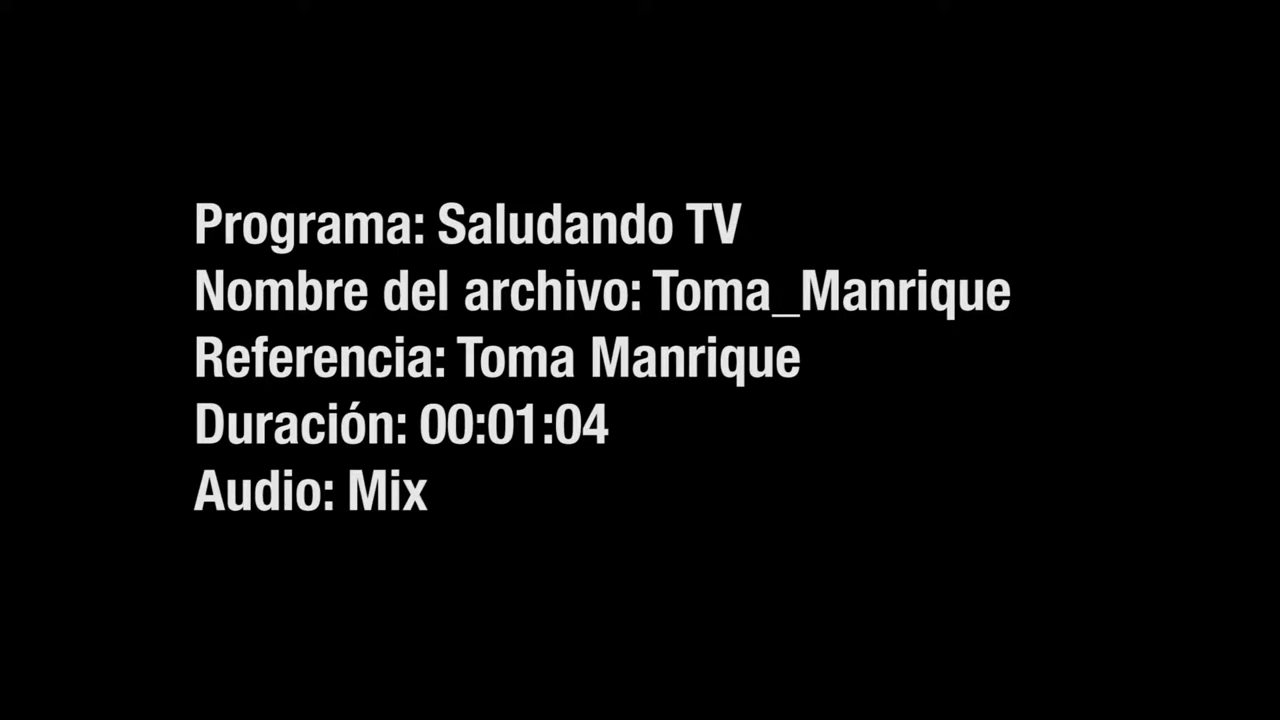 Programa: Saludando TV
Nombre del archivo: Toma_Manrique
Referencia: Toma Manrique
Duración: 00:01:04
Audio: Mix